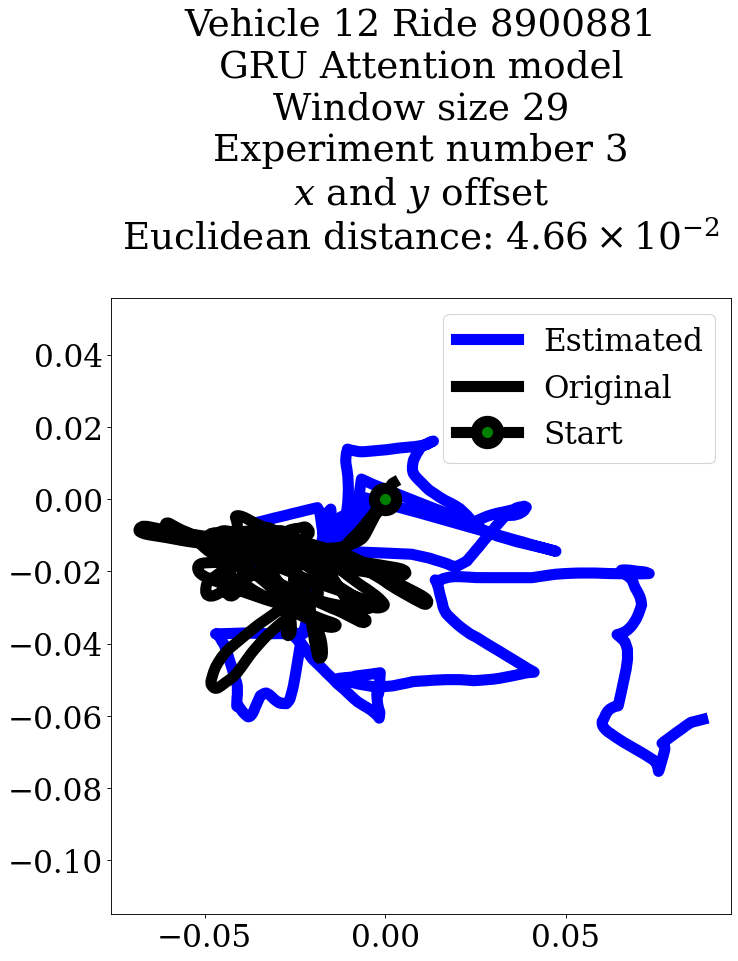 Vehicle 12 Ride 8900881
GRU Attention model
Window size 29
Experiment number 3
x and y offset
Euclidean distance: 4.66 × 10⁻²
Estimated
Original
Start
0.04
0.02
0.00
−0.02
−0.04
−0.06
−0.08
−0.10
−0.05
0.00
0.05